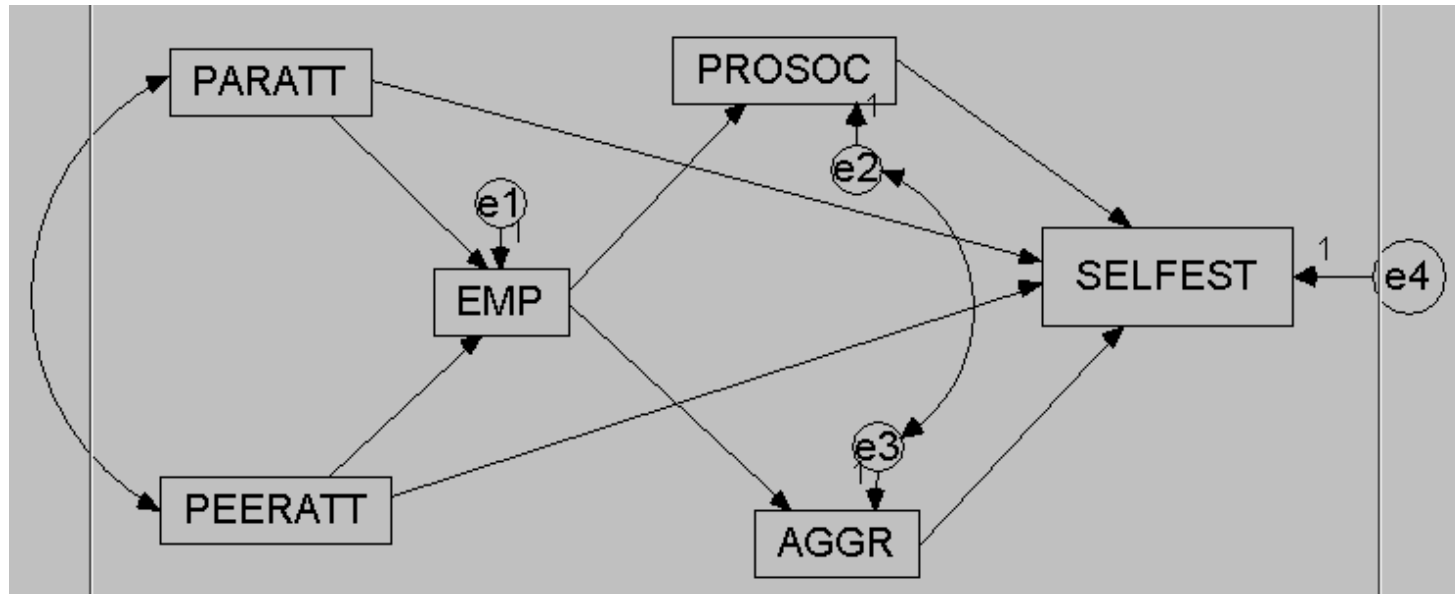 PARATT
PROSOC
1
e2
e1
1
EMP
SELFEST
1
e4
e3
1
PEERATT
AGGR